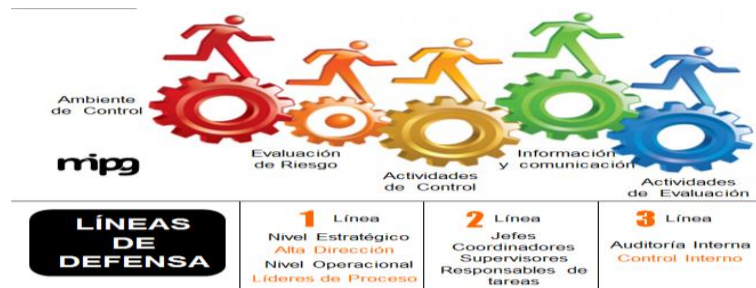 Ambiente
de Control
mipg
Evaluación
de Riesgo
Actividades
de Control
Información
y comunicación
Actividades
de Evaluación
LÍNEAS
DE
DEFENSA
1 Línea
Nivel Estratégico
Alta Dirección
Nivel Operacional
Líderes de Proceso
2 Línea
Jefes
Coordinadores
Supervisores
Responsables de
tareas
3 Línea
Auditoría Interna
Control Interno